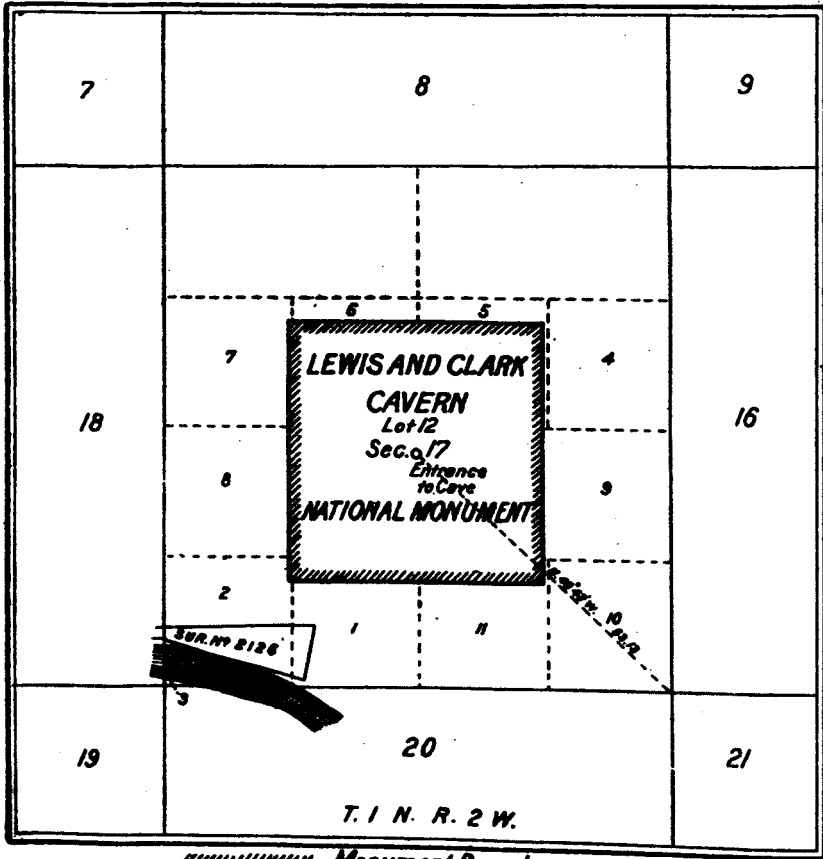 7 8 9
6 5
7 4
LEWIS AND CLARK
CAVERN
Lot 12
18 16
Sec. 17
Entrance
to Cave
8 9
NATIONAL MONUMENT
2
10
1 11
SUR. Nº 2126
3
19 20 21
T. 1 N. R. 2 W.
Monument